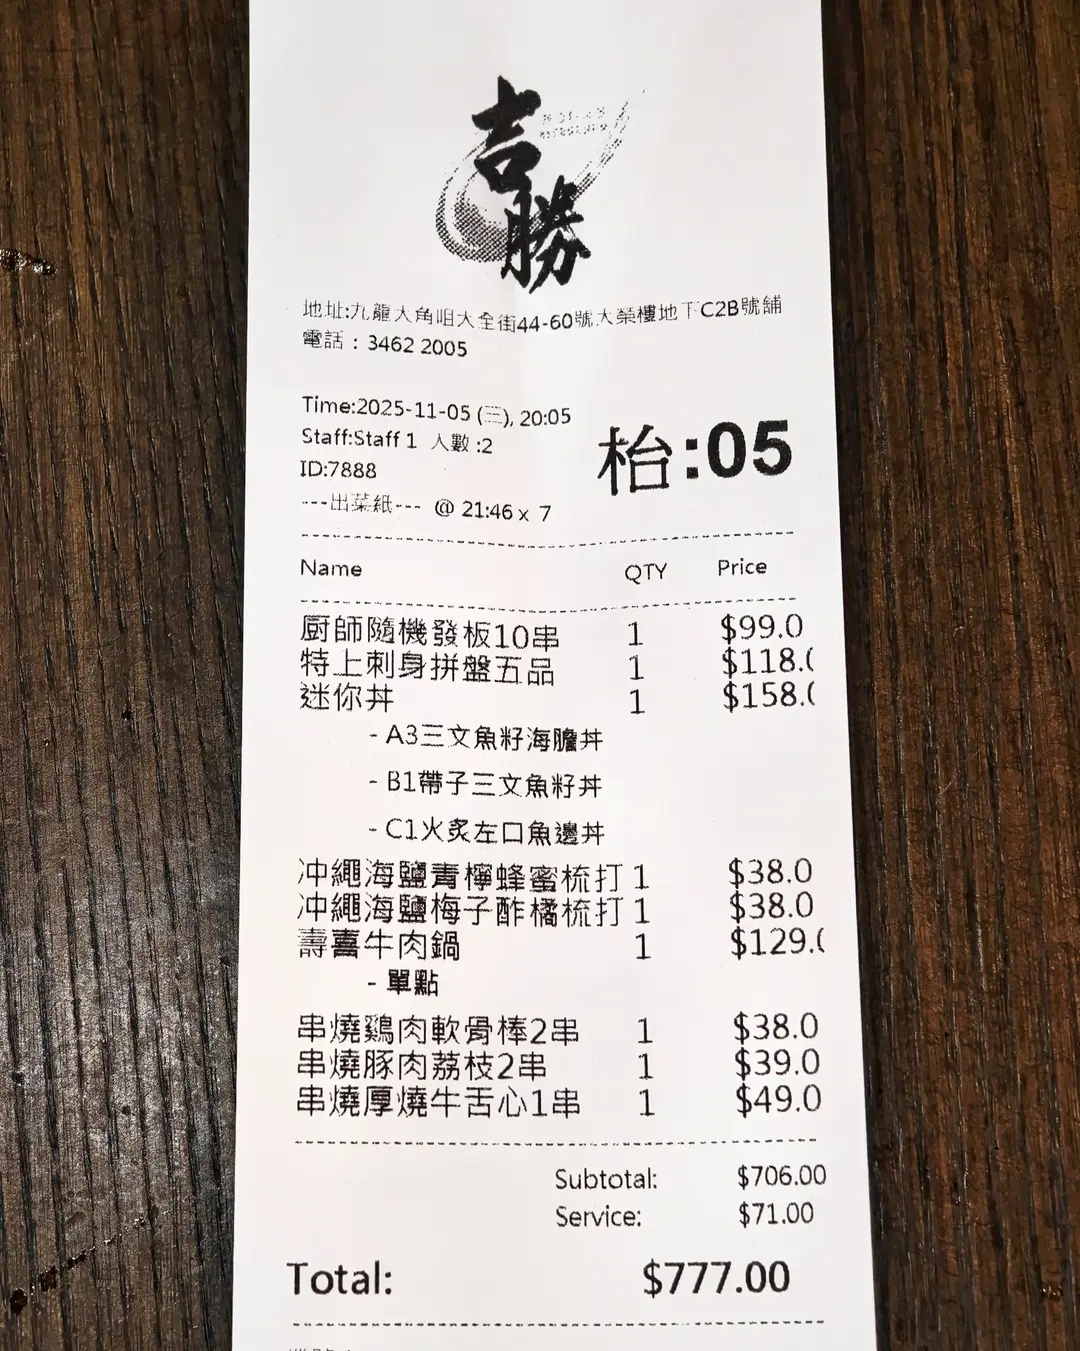 吉勝
地址:九龍大角咀大全街44-60號大榮樓地下C2B號舖
電話：3462 2005
Time:2025-11-05 (三), 20:05
Staff:Staff 1 人數:2
枱:05
ID:7888
---出菜紙--- @ 21:46 x 7
Name QTY Price
厨師隨機發板10串 1 $99.0
特上刺身拼盤五品 1 $118.(
迷你丼 1 $158.(
- A3三文魚籽海膽丼
- B1帶子三文魚籽丼
- C1火炙左口魚邊丼
冲繩海鹽青檸蜂蜜梳打 1 $38.0
冲繩海鹽梅子酢橘梳打 1 $38.0
壽喜牛肉鍋 1 $129.(
- 單點
串燒鷄肉軟骨棒2串 1 $38.0
串燒豚肉荔枝2串 1 $39.0
串燒厚燒牛舌心1串 1 $49.0
Subtotal: $706.00
Service: $71.00
Total: $777.00